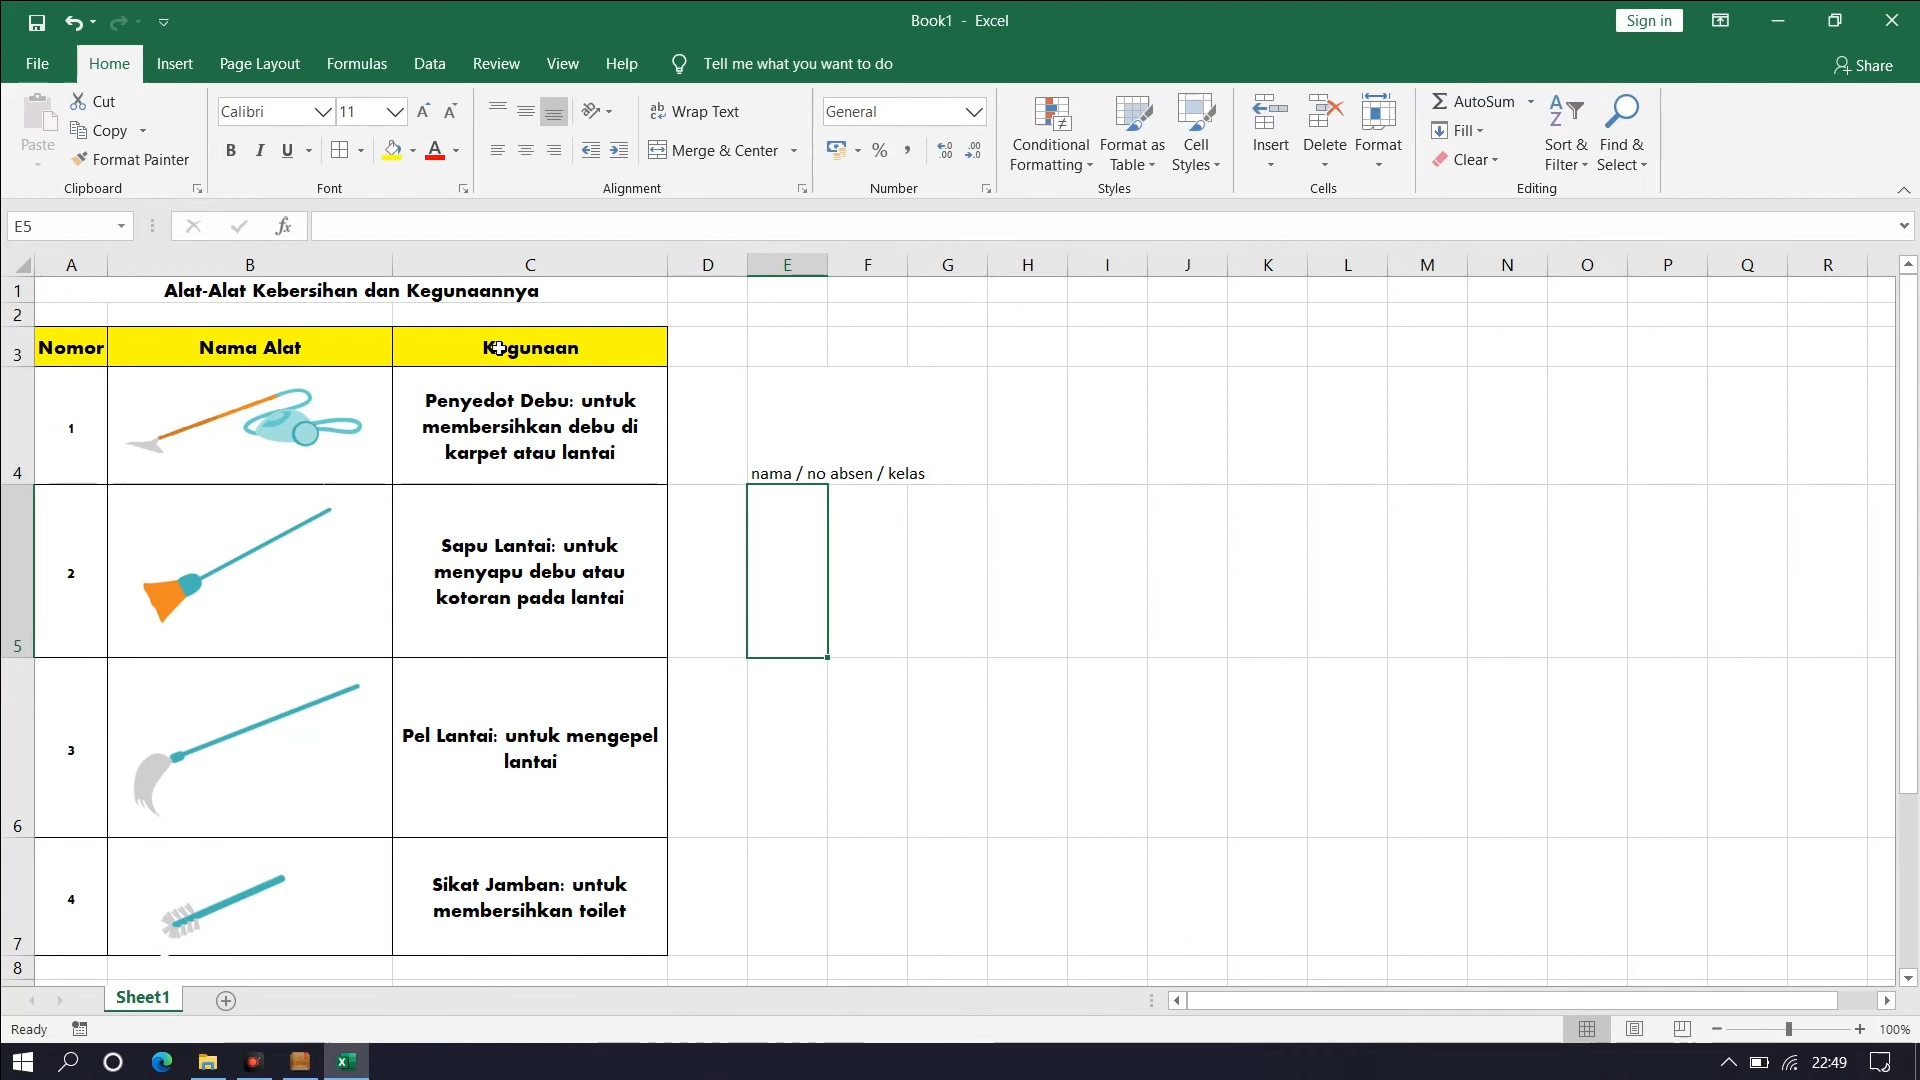 Book1 - Excel
Sign in
File Home Insert Page Layout Formulas Data Review View Help Tell me what you want to do Share
Paste
Cut
Copy
Format Painter
Clipboard
Calibri 11
B I U
Font
Wrap Text
Merge & Center
Alignment
General
Number
Conditional Formatting
Format as Table
Cell Styles
Styles
Insert
Delete
Format
Cells
AutoSum
Fill
Clear
Sort & Filter
Find & Select
Editing
E5
fx
A B C D E F G H I J K L M N O P Q R
1 Alat-Alat Kebersihan dan Kegunaannya
2
3 Nomor Nama Alat Kegunaan
1
Penyedot Debu: untuk
membersihkan debu di
karpet atau lantai
4 nama / no absen / kelas
2
Sapu Lantai: untuk
menyapu debu atau
kotoran pada lantai
5
3
Pel Lantai: untuk mengepel
lantai
6
4
Sikat Jamban: untuk
membersihkan toilet
7
8
Sheet1
Ready
100%
22:49